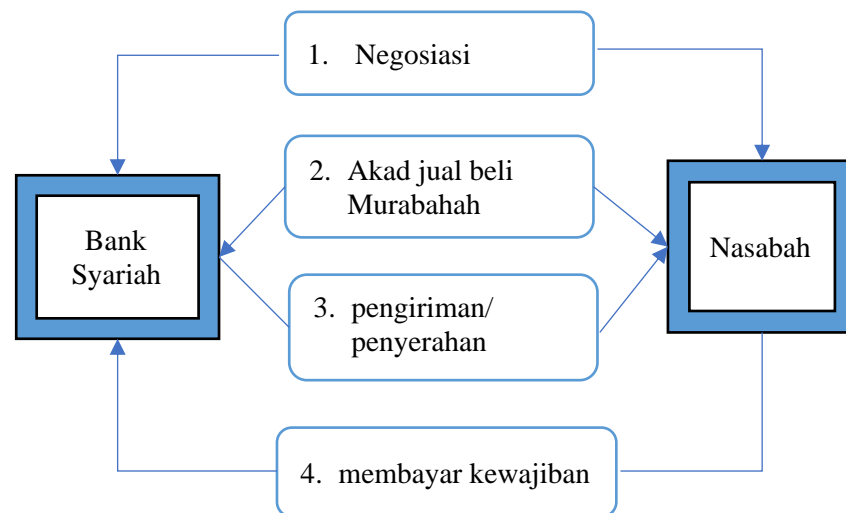 1. Negosiasi
2. Akad jual beli
Murabahah
Bank
Syariah
Nasabah
3. pengiriman/
penyerahan
4. membayar kewajiban